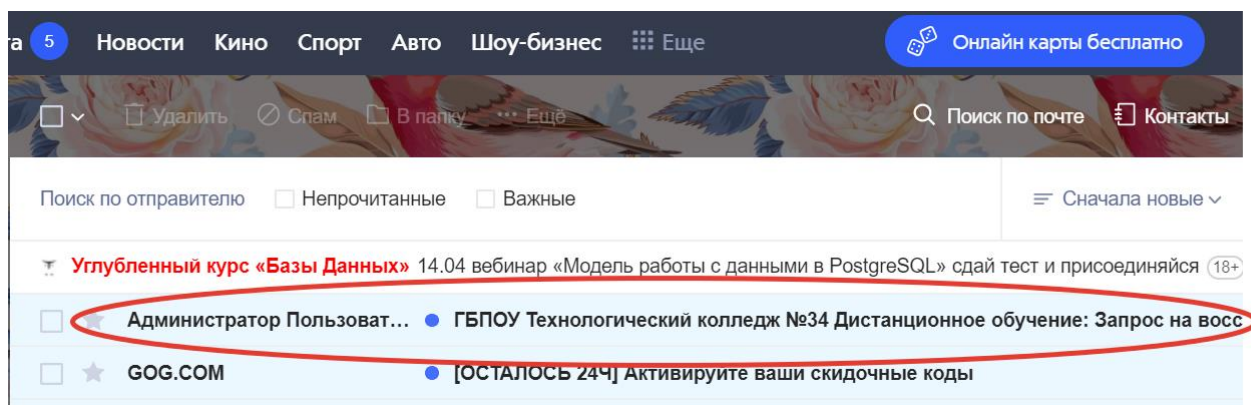 та 5 Новости Кино Спорт Авто Шоу-бизнес Еще Онлайн карты бесплатно
Удалить Спам В папку Ещё Поиск по почте Контакты
Поиск по отправителю Непрочитанные Важные Сначала новые
Углубленный курс «Базы Данных» 14.04 вебинар «Модель работы с данными в PostgreSQL» сдай тест и присоединяйся 18+
Администратор Пользоват... ГБПОУ Технологический колледж №34 Дистанционное обучение: Запрос на восс
GOG.COM [ОСТАЛОСЬ 24Ч] Активируйте ваши скидочные коды